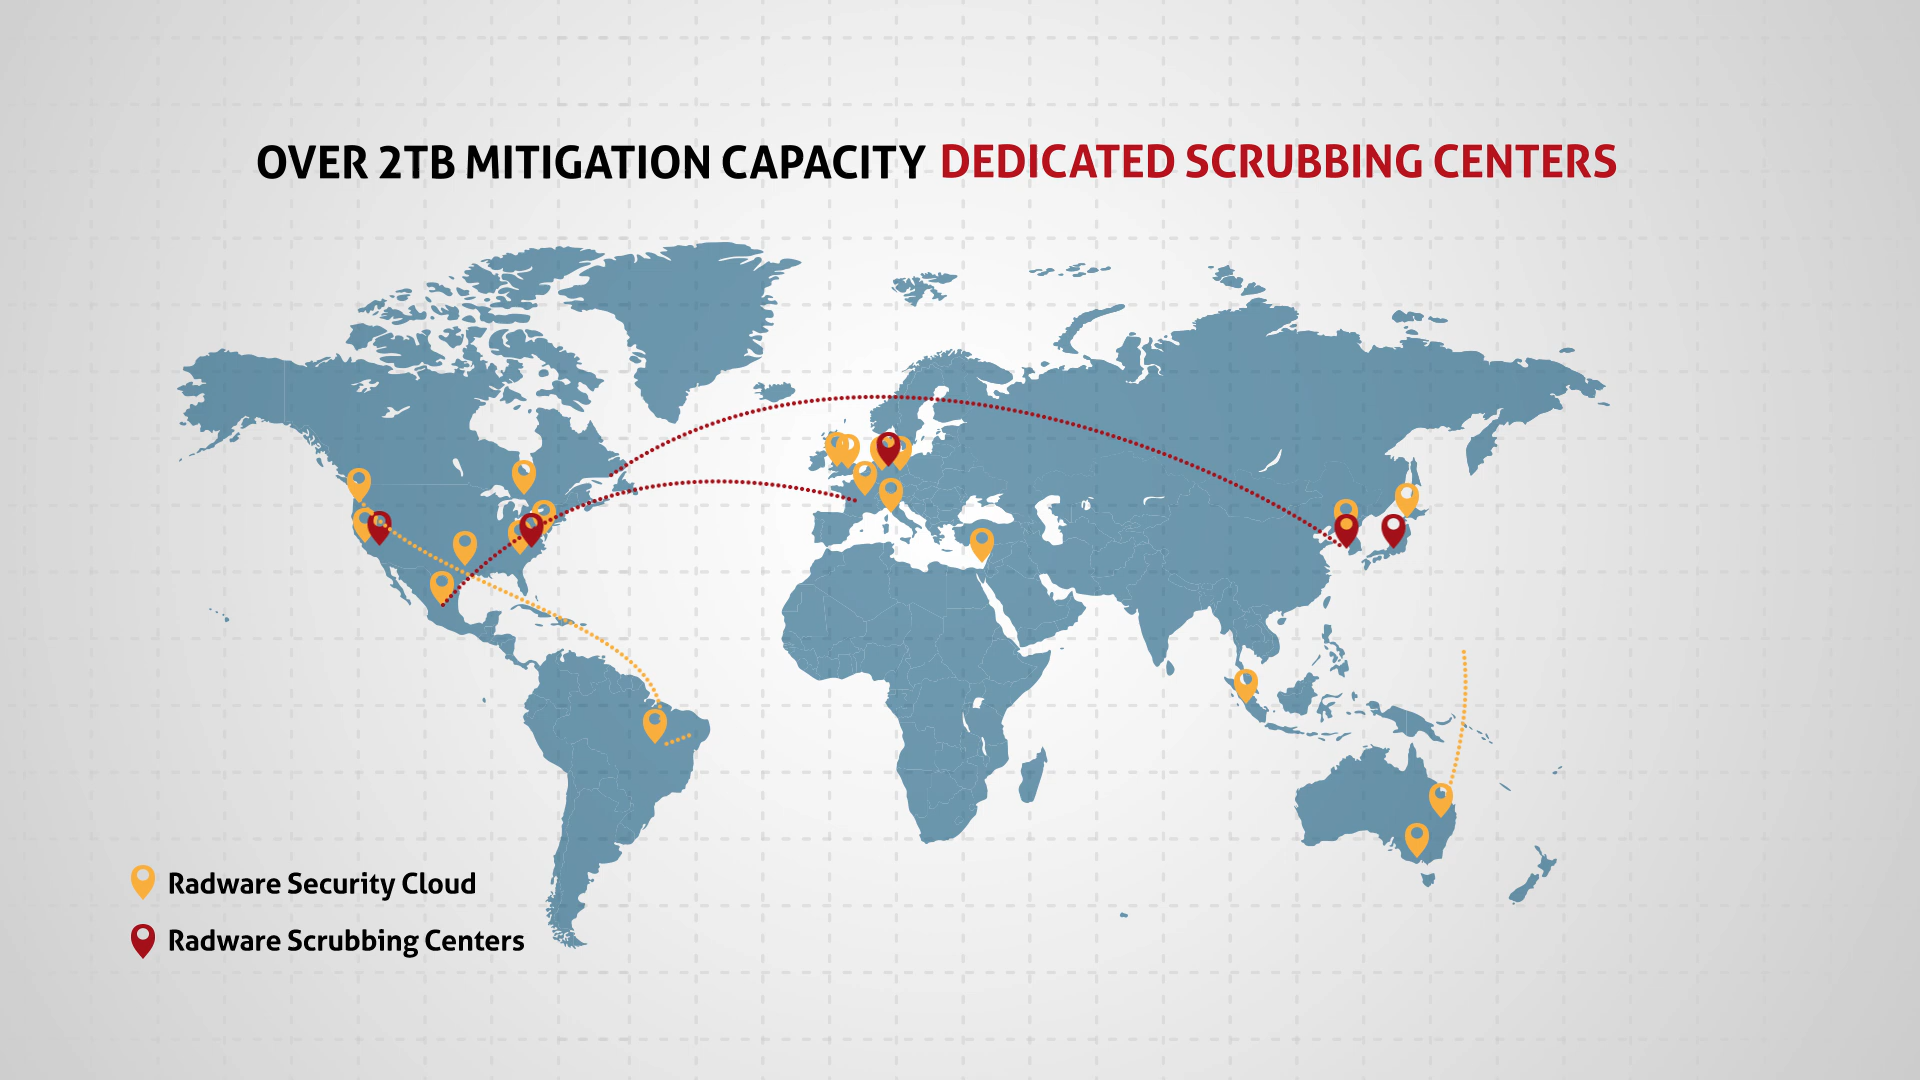 OVER 2TB MITIGATION CAPACITY DEDICATED SCRUBBING CENTERS
Radware Security Cloud
Radware Scrubbing Centers